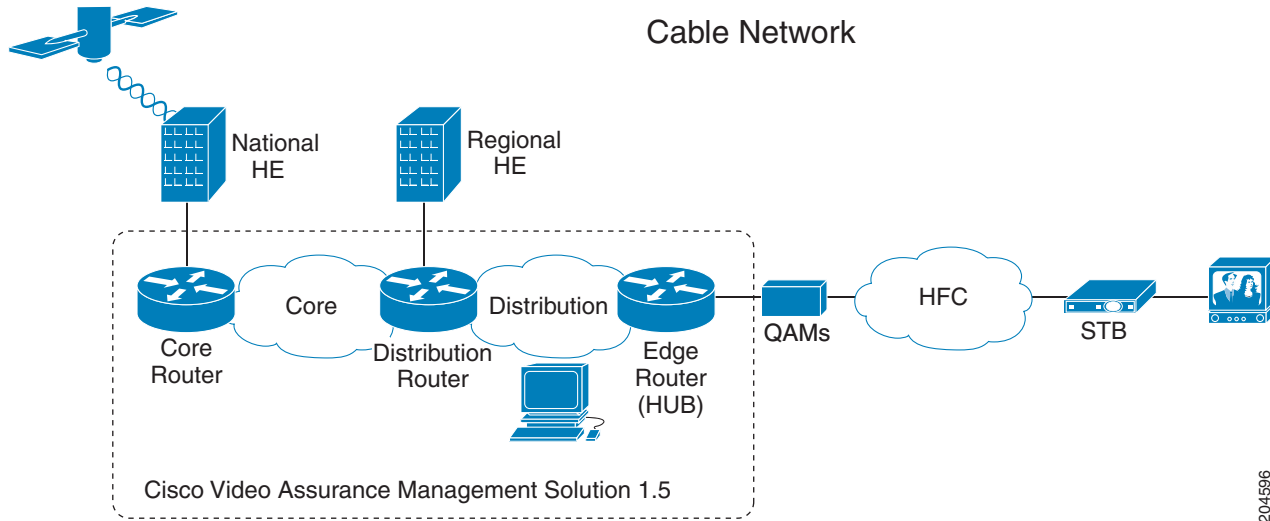 Cable Network
National
HE
Regional
HE
Core
Distribution
HFC
Core
Router
Distribution
Router
Edge
Router
(HUB)
QAMs
STB
Cisco Video Assurance Management Solution 1.5
204596